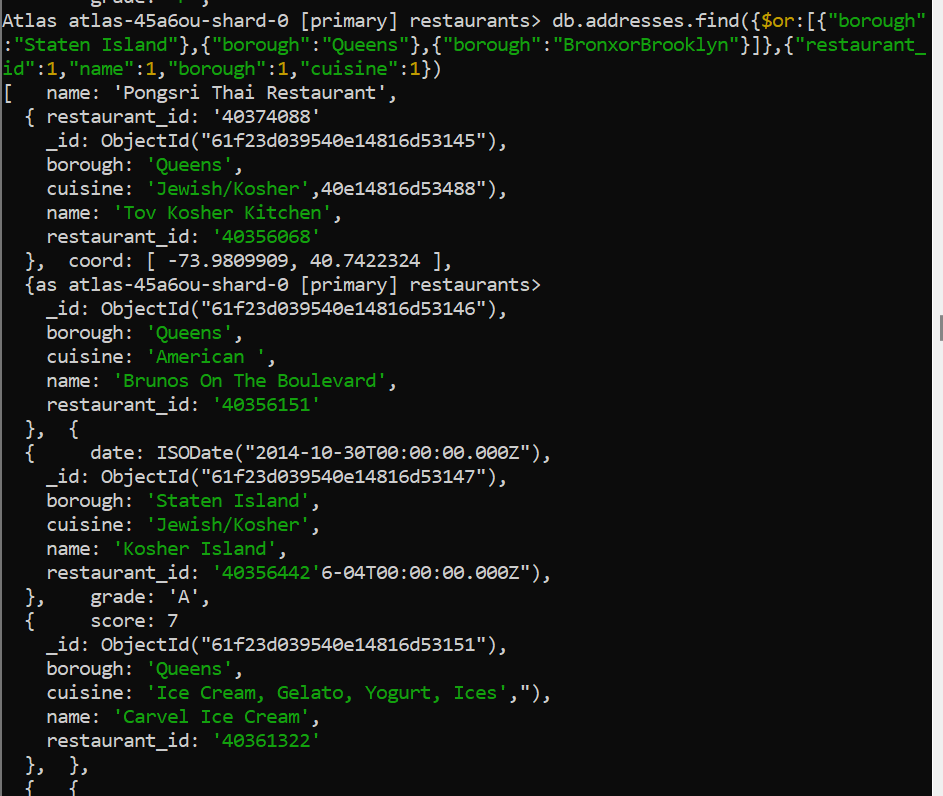 Atlas atlas-45a6ou-shard-0 [primary] restaurants> db.addresses.find({$or:[{"borough"
:"Staten Island"},{"borough":"Queens"},{"borough":"BronxorBrooklyn"}]},{"restaurant_
id":1,"name":1,"borough":1,"cuisine":1})
[   name: 'Pongsri Thai Restaurant',
  { restaurant_id: '40374088'
    _id: ObjectId("61f23d039540e14816d53145"),
    borough: 'Queens',
    cuisine: 'Jewish/Kosher',40e14816d53488"),
    name: 'Tov Kosher Kitchen',
    restaurant_id: '40356068'
  },  coord: [ -73.9809909, 40.7422324 ],
  {as atlas-45a6ou-shard-0 [primary] restaurants>
    _id: ObjectId("61f23d039540e14816d53146"),
    borough: 'Queens',
    cuisine: 'American ',
    name: 'Brunos On The Boulevard',
    restaurant_id: '40356151'
  },  {
  {     date: ISODate("2014-10-30T00:00:00.000Z"),
    _id: ObjectId("61f23d039540e14816d53147"),
    borough: 'Staten Island',
    cuisine: 'Jewish/Kosher',
    name: 'Kosher Island',
    restaurant_id: '40356442'6-04T00:00:00.000Z"),
  },    grade: 'A',
  {     score: 7
    _id: ObjectId("61f23d039540e14816d53151"),
    borough: 'Queens',
    cuisine: 'Ice Cream, Gelato, Yogurt, Ices',"),
    name: 'Carvel Ice Cream',
    restaurant_id: '40361322'
  },  },
  {   {